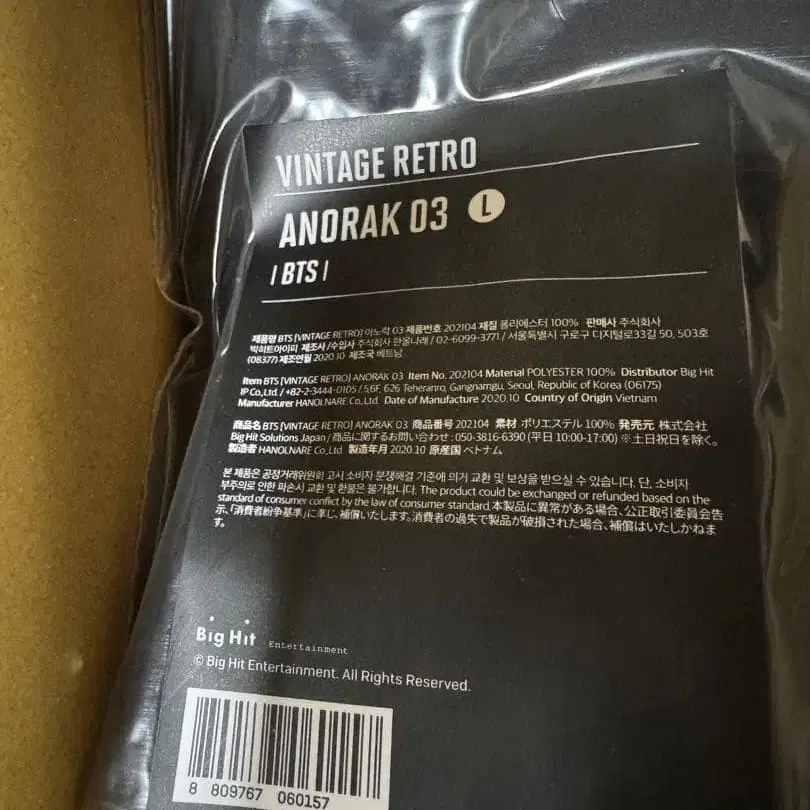 VINTAGE RETRO
ANORAK 03 L
| BTS |
제품명 BTS [VINTAGE RETRO] 아노락 03 제품번호 202104 재질 폴리에스터 100% 판매사 주식회사
빅히트아이피 제조사/수입사 주식회사 한울나래 / 02-6099-3771 / 서울특별시 구로구 디지털로33길 50, 503호
(08377) 제조연월 2020.10 제조국 베트남
Item BTS [VINTAGE RETRO] ANORAK 03 Item No. 202104 Material POLYESTER 100% Distributor Big Hit
IP Co., Ltd. / +82-2-3444-0105 / 5,6F, 626 Teheranro, Gangnamgu, Seoul, Republic of Korea (06175)
Manufacturer HANOLNARE Co., Ltd. Date of Manufacture 2020.10 Country of Origin Vietnam
商品名 BTS [VINTAGE RETRO] ANORAK 03 商品番号 202104 素材 ポリエステル 100% 発売元 株式会社
Big Hit Solutions Japan / 商品に関するお問い合わせ : 050-3816-6390 (平日 10:00-17:00) ※土日祝日を除く。
製造者 HANOLNARE Co., Ltd 製造年月 2020.10 原産国 ベトナム
본 제품은 공정거래위원회 고시 소비자 분쟁해결 기준에 의거 교환 및 보상을 받으실 수 있습니다. 단, 소비자
부주의로 인한 파손시 교환 및 환불은 불가합니다. The product could be exchanged or refunded based on the
standard of consumer conflict by the law of consumer standard. 本製品に異常がある場合、公正取引委員会告
示、「消費者紛争基準」に準じ、補償いたします。消費者の過失で製品が破損された場合、補償はいたしかねま
す。
Big Hit Entertainment
© Big Hit Entertainment. All Rights Reserved.
8 809767 060157